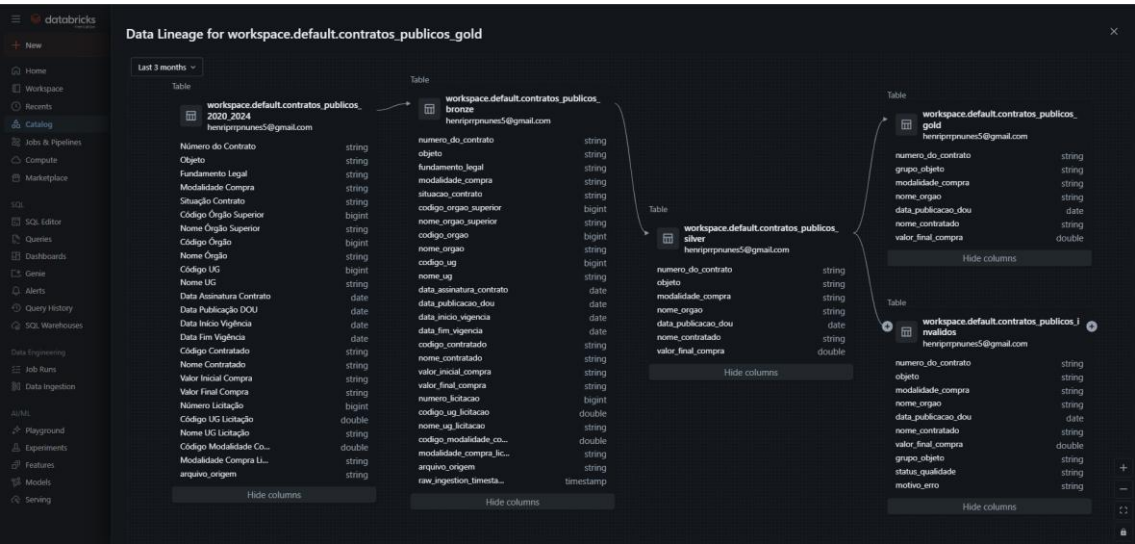 databricks
Data Lineage for workspace.default.contratos_publicos_gold
New
Home
Workspace
Recents
Catalog
Jobs & Pipelines
Compute
Marketplace
SQL
SQL Editor
Queries
Dashboards
Genie
Alerts
Query History
SQL Warehouses
Data Engineering
Job Runs
Data Ingestion
AI/ML
Playground
Experiments
Features
Models
Serving
Last 3 months
Table
workspace.default.contratos_publicos_
2020_2024
henriprrpnunes5@gmail.com
Número do Contrato string
Objeto string
Fundamento Legal string
Modalidade Compra string
Situação Contrato string
Código Órgão Superior bigint
Nome Órgão Superior string
Código Órgão bigint
Nome Órgão string
Código UG bigint
Nome UG string
Data Assinatura Contrato date
Data Publicação DOU date
Data Início Vigência date
Data Fim Vigência date
Código Contratado string
Nome Contratado string
Valor Inicial Compra string
Valor Final Compra string
Número Licitação bigint
Código UG Licitação double
Nome UG Licitação string
Código Modalidade Co... double
Modalidade Compra Li... string
arquivo_origem string
Hide columns
Table
workspace.default.contratos_publicos_
bronze
henriprrpnunes5@gmail.com
numero_do_contrato string
objeto string
fundamento_legal string
modalidade_compra string
situacao_contrato string
codigo_orgao_superior bigint
nome_orgao_superior string
codigo_orgao bigint
nome_orgao string
codigo_ug bigint
nome_ug string
data_assinatura_contrato date
data_publicacao_dou date
data_inicio_vigencia date
data_fim_vigencia date
codigo_contratado string
nome_contratado string
valor_inicial_compra string
valor_final_compra string
numero_licitacao bigint
codigo_ug_licitacao double
nome_ug_licitacao string
codigo_modalidade_co... double
modalidade_compra_lic... string
arquivo_origem string
raw_ingestion_timesta... timestamp
Hide columns
Table
workspace.default.contratos_publicos_
silver
henriprrpnunes5@gmail.com
numero_do_contrato string
objeto string
modalidade_compra string
nome_orgao string
data_publicacao_dou date
nome_contratado string
valor_final_compra double
Hide columns
Table
workspace.default.contratos_publicos_
gold
henriprrpnunes5@gmail.com
numero_do_contrato string
grupo_objeto string
modalidade_compra string
nome_orgao string
data_publicacao_dou date
nome_contratado string
valor_final_compra double
Hide columns
Table
workspace.default.contratos_publicos_i
nvalidos
henriprrpnunes5@gmail.com
numero_do_contrato string
objeto string
modalidade_compra string
nome_orgao string
data_publicacao_dou date
nome_contratado string
valor_final_compra double
grupo_objeto string
status_qualidade string
motivo_erro string
Hide columns